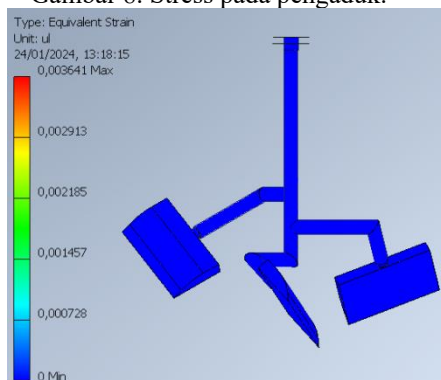 Gambar 8. Stress pada pengaduk.
Type: Equivalent Strain
Unit: ul
24/01/2024, 13:18:15
0,003641 Max
0,002913
0,002185
0,001457
0,000728
0 Min